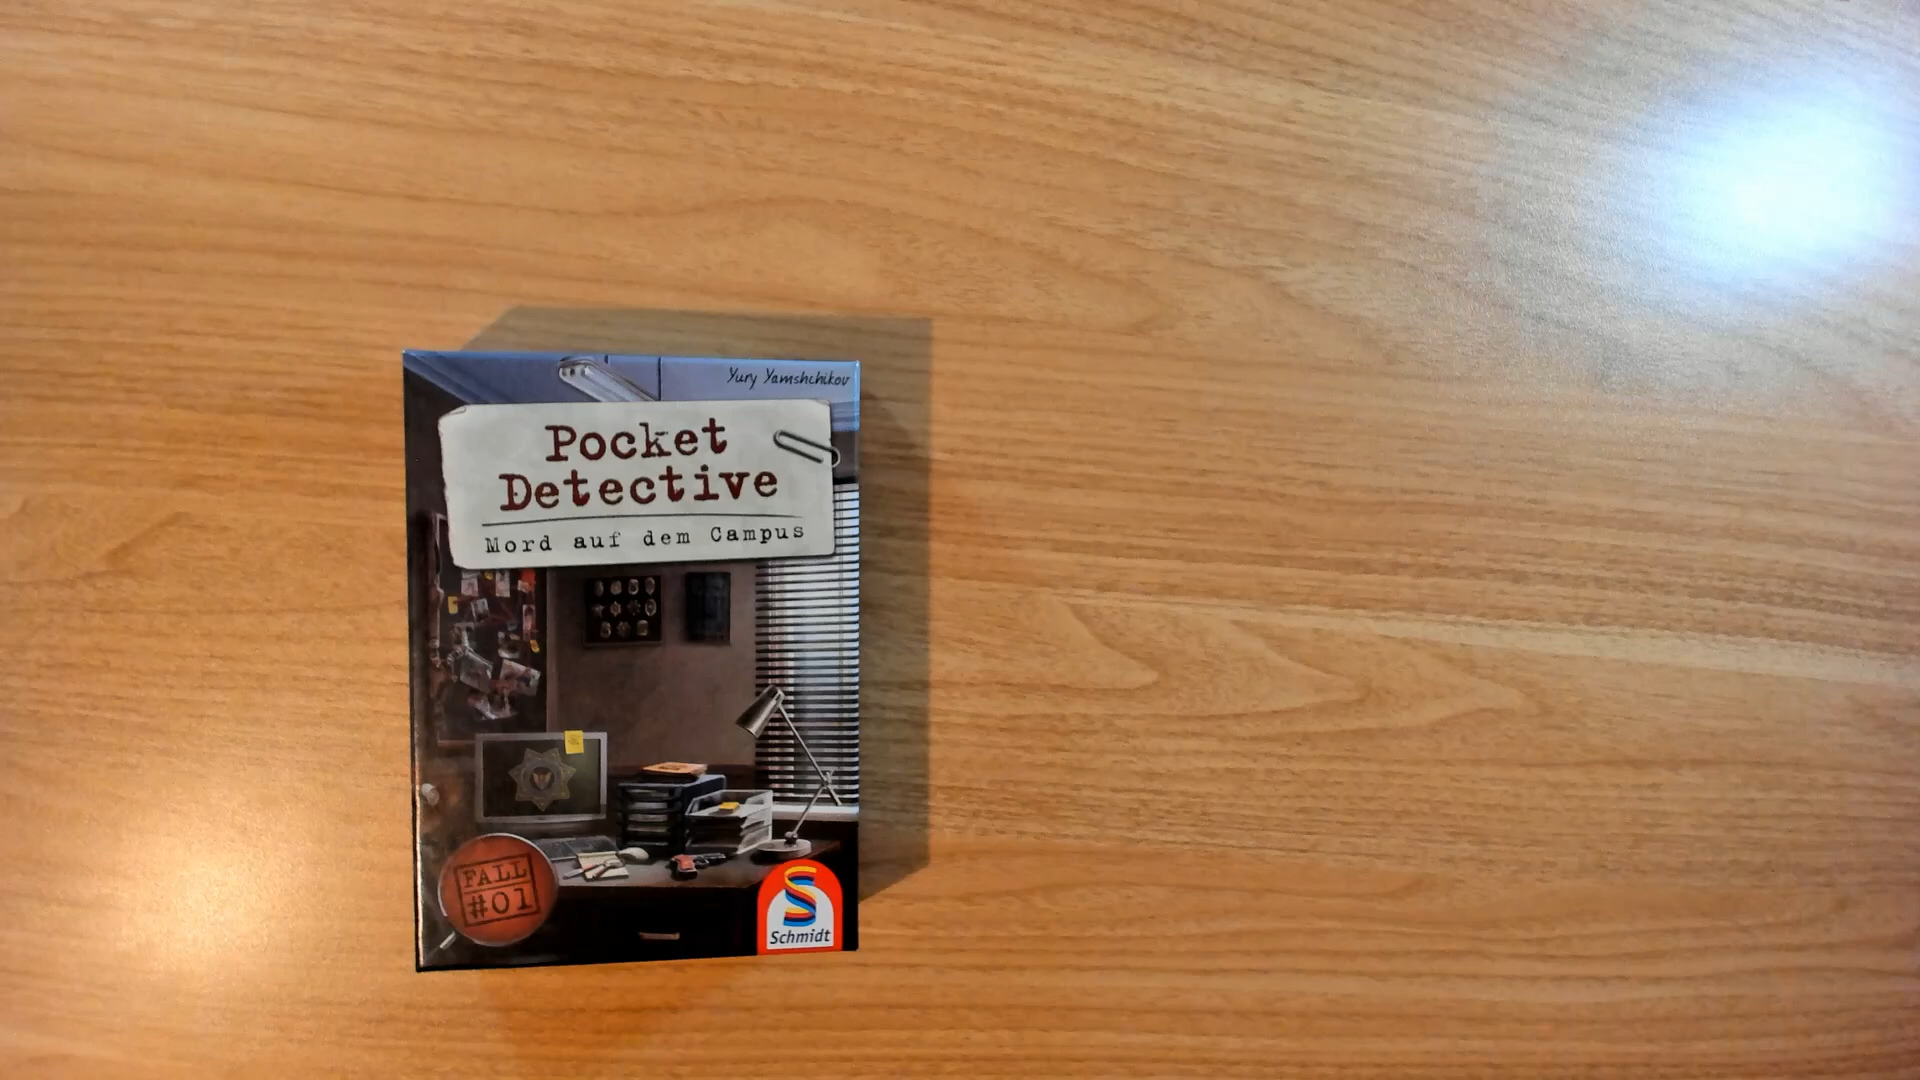 Yury Yamshchikov
Pocket
Detective
Mord auf dem Campus
FALL
#01
Schmidt